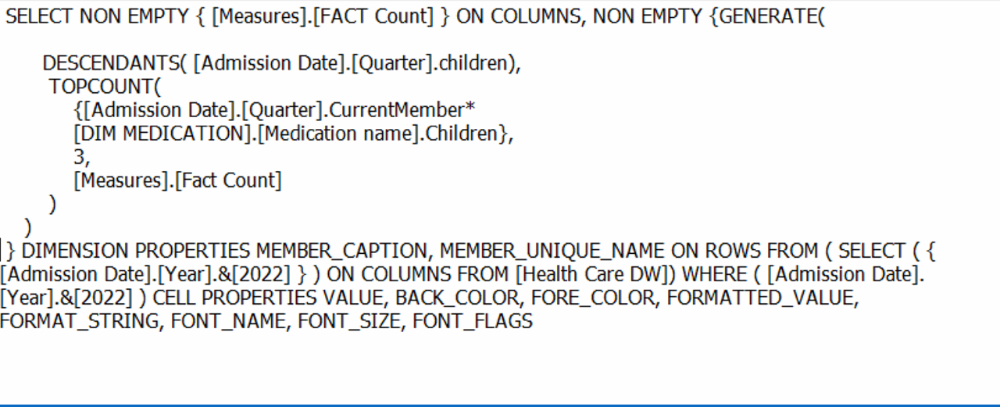 SELECT NON EMPTY { [Measures].[FACT Count] } ON COLUMNS, NON EMPTY {GENERATE(
DESCENDANTS( [Admission Date].[Quarter].children),
TOPCOUNT(
{[Admission Date].[Quarter].CurrentMember*
[DIM MEDICATION].[Medication name].Children},
3,
[Measures].[Fact Count]
)
)
} DIMENSION PROPERTIES MEMBER_CAPTION, MEMBER_UNIQUE_NAME ON ROWS FROM ( SELECT ( {
[Admission Date].[Year].&[2022] } ) ON COLUMNS FROM [Health Care DW]) WHERE ( [Admission Date].
[Year].&[2022] ) CELL PROPERTIES VALUE, BACK_COLOR, FORE_COLOR, FORMATTED_VALUE,
FORMAT_STRING, FONT_NAME, FONT_SIZE, FONT_FLAGS